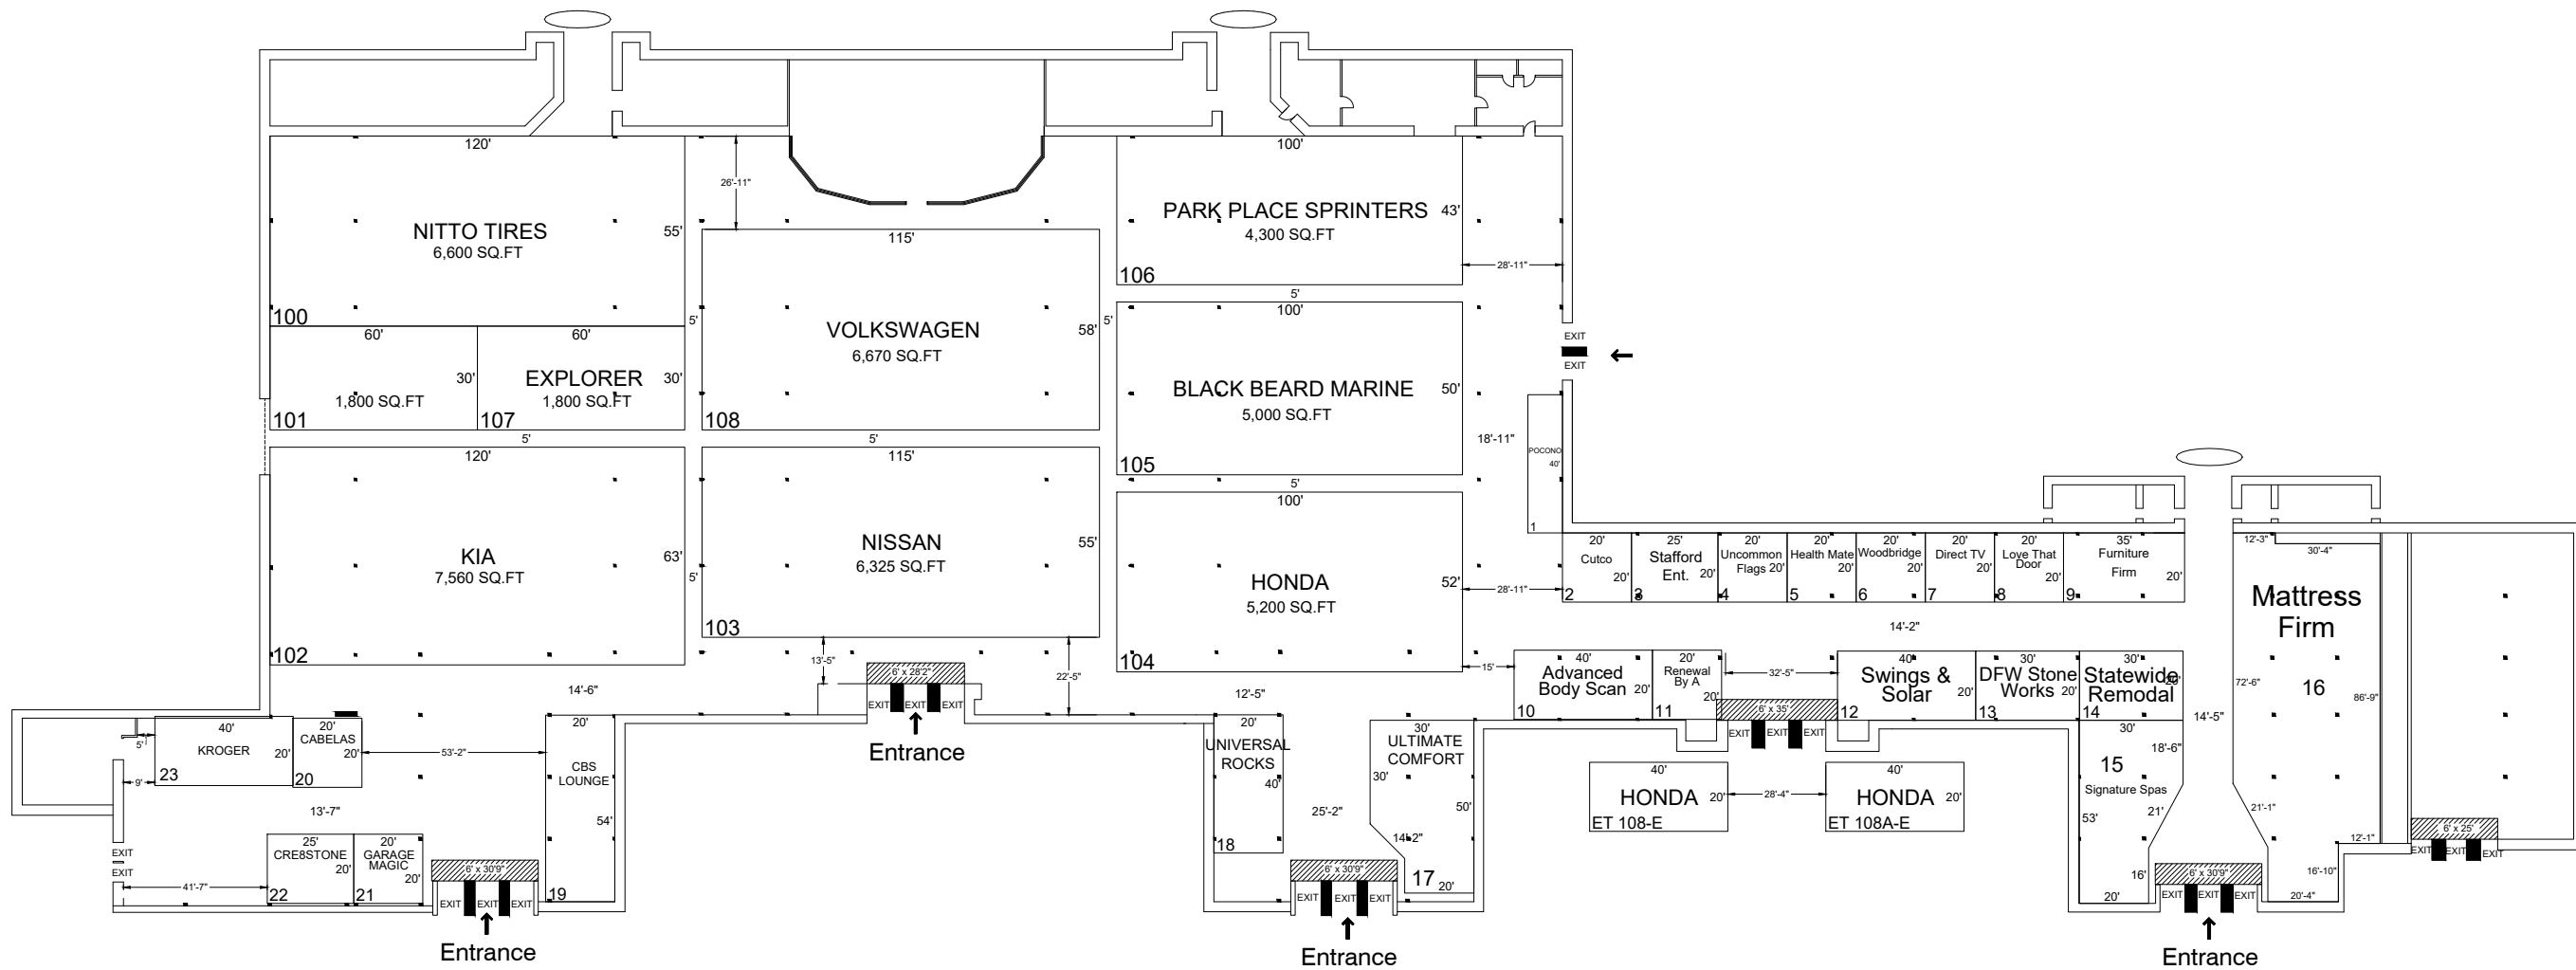 120'
NITTO TIRES
6,600 SQ.FT
55'
100
26'-11"
100'
PARK PLACE SPRINTERS
4,300 SQ.FT
43'
106
28'-11"
5'
115'
VOLKSWAGEN
6,670 SQ.FT
58'
108
5'
5'
60'
30'
1,800 SQ.FT
101
60'
EXPLORER
30'
1,800 SQ.FT
107
5'
5'
100'
BLACK BEARD MARINE
5,000 SQ.FT
50'
105
5'
EXIT
EXIT
18'-11"
POCONO
40'
1
120'
KIA
7,560 SQ.FT
63'
102
5'
115'
NISSAN
6,325 SQ.FT
55'
103
100'
HONDA
5,200 SQ.FT
52'
104
28'-11"
20'
Cutco
20'
2
25'
Stafford
Ent.
20'
3
20'
Uncommon
Flags 20'
4
20'
Health Mate
20'
5
20'
Woodbridge
20'
6
20'
Direct TV
20'
7
20'
Love That
Door
20'
8
35'
Furniture
Firm
20'
9
14'-2"
12'-3"
30'-4"
Mattress
Firm
16
72'-6"
86'-9"
21'-1"
12'-1"
16'-10"
20'-4"
14'-5"
14'-6"
13'-5"
6' x 28'2"
EXIT
EXIT
EXIT
Entrance
22'-5"
12'-5"
15'
40'
Advanced
Body Scan
20'
10
20'
Renewal
By A
20'
11
32'-5"
6' x 35'
EXIT
EXIT
EXIT
40'
Swings &
Solar
20'
12
30'
DFW Stone
Works
20'
13
30'
Statewide
Remodal
20'
14
30'
18'-6"
15
Signature Spas
53'
21'
16'
20'
40'
HONDA
20'
ET 108-E
28'-4"
40'
HONDA
20'
ET 108A-E
5'
9'
40'
KROGER
20'
23
20'
CABELAS
20'
20
53'-2"
13'-7"
20'
CBS
LOUNGE
54'
19
EXIT
EXIT
41'-7"
25'
CRE8STONE
20'
22
20'
GARAGE
MAGIC
20'
21
6' x 30'9"
EXIT
EXIT
EXIT
Entrance
20'
UNIVERSAL
ROCKS
40'
18
25'-2"
30'
ULTIMATE
COMFORT
30'
50'
14'-2"
17
20'
6' x 30'9"
EXIT
EXIT
EXIT
Entrance
6' x 30'9"
EXIT
EXIT
EXIT
Entrance
6' x 25'
EXIT
EXIT
EXIT